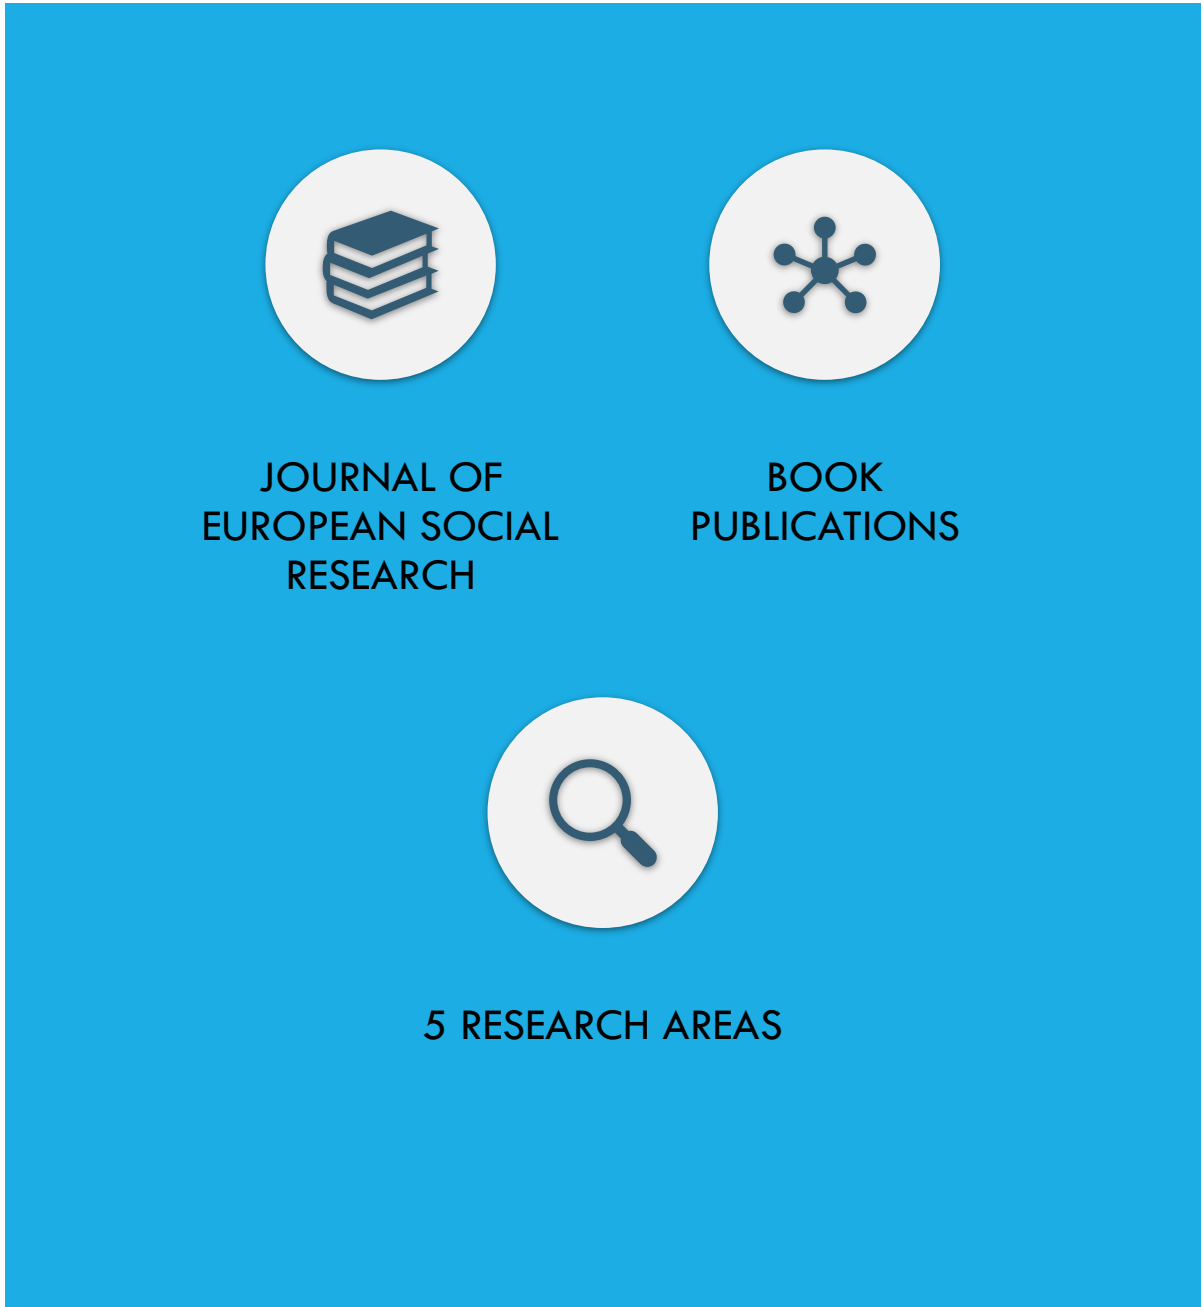 JOURNAL OF
EUROPEAN SOCIAL
RESEARCH
BOOK
PUBLICATIONS
5 RESEARCH AREAS